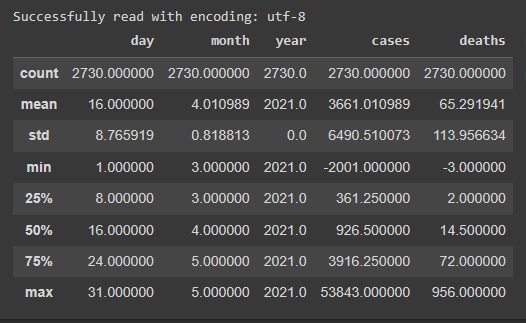 Successfully read with encoding: utf-8
day month year cases deaths
count 2730.000000 2730.000000 2730.0 2730.000000 2730.000000
mean 16.000000 4.010989 2021.0 3661.010989 65.291941
std 8.765919 0.818813 0.0 6490.510073 113.956634
min 1.000000 3.000000 2021.0 -2001.000000 -3.000000
25% 8.000000 3.000000 2021.0 361.250000 2.000000
50% 16.000000 4.000000 2021.0 926.500000 14.500000
75% 24.000000 5.000000 2021.0 3916.250000 72.000000
max 31.000000 5.000000 2021.0 53843.000000 956.000000